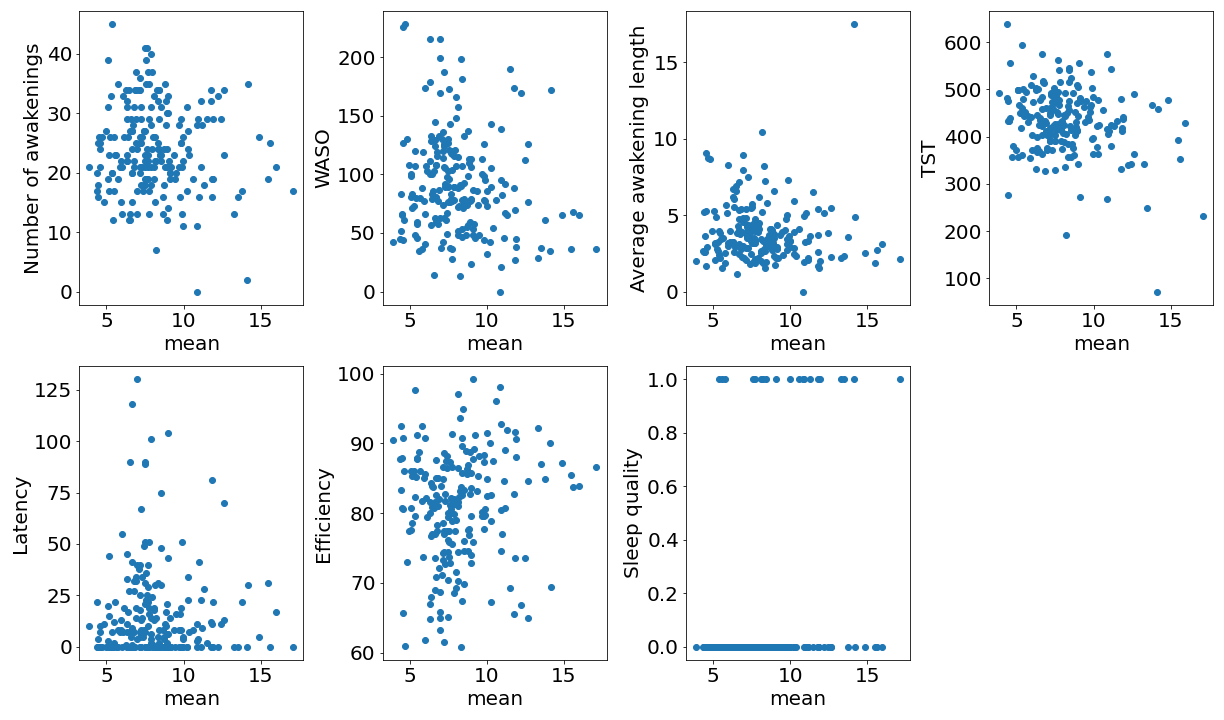 Number of awakenings
40
30
20
10
0
5 10 15
mean
WASO
200
150
100
50
0
5 10 15
mean
Average awakening length
15
10
5
0
5 10 15
mean
TST
600
500
400
300
200
100
5 10 15
mean
Latency
125
100
75
50
25
0
5 10 15
mean
Efficiency
100
90
80
70
60
5 10 15
mean
Sleep quality
1.0
0.8
0.6
0.4
0.2
0.0
5 10 15
mean